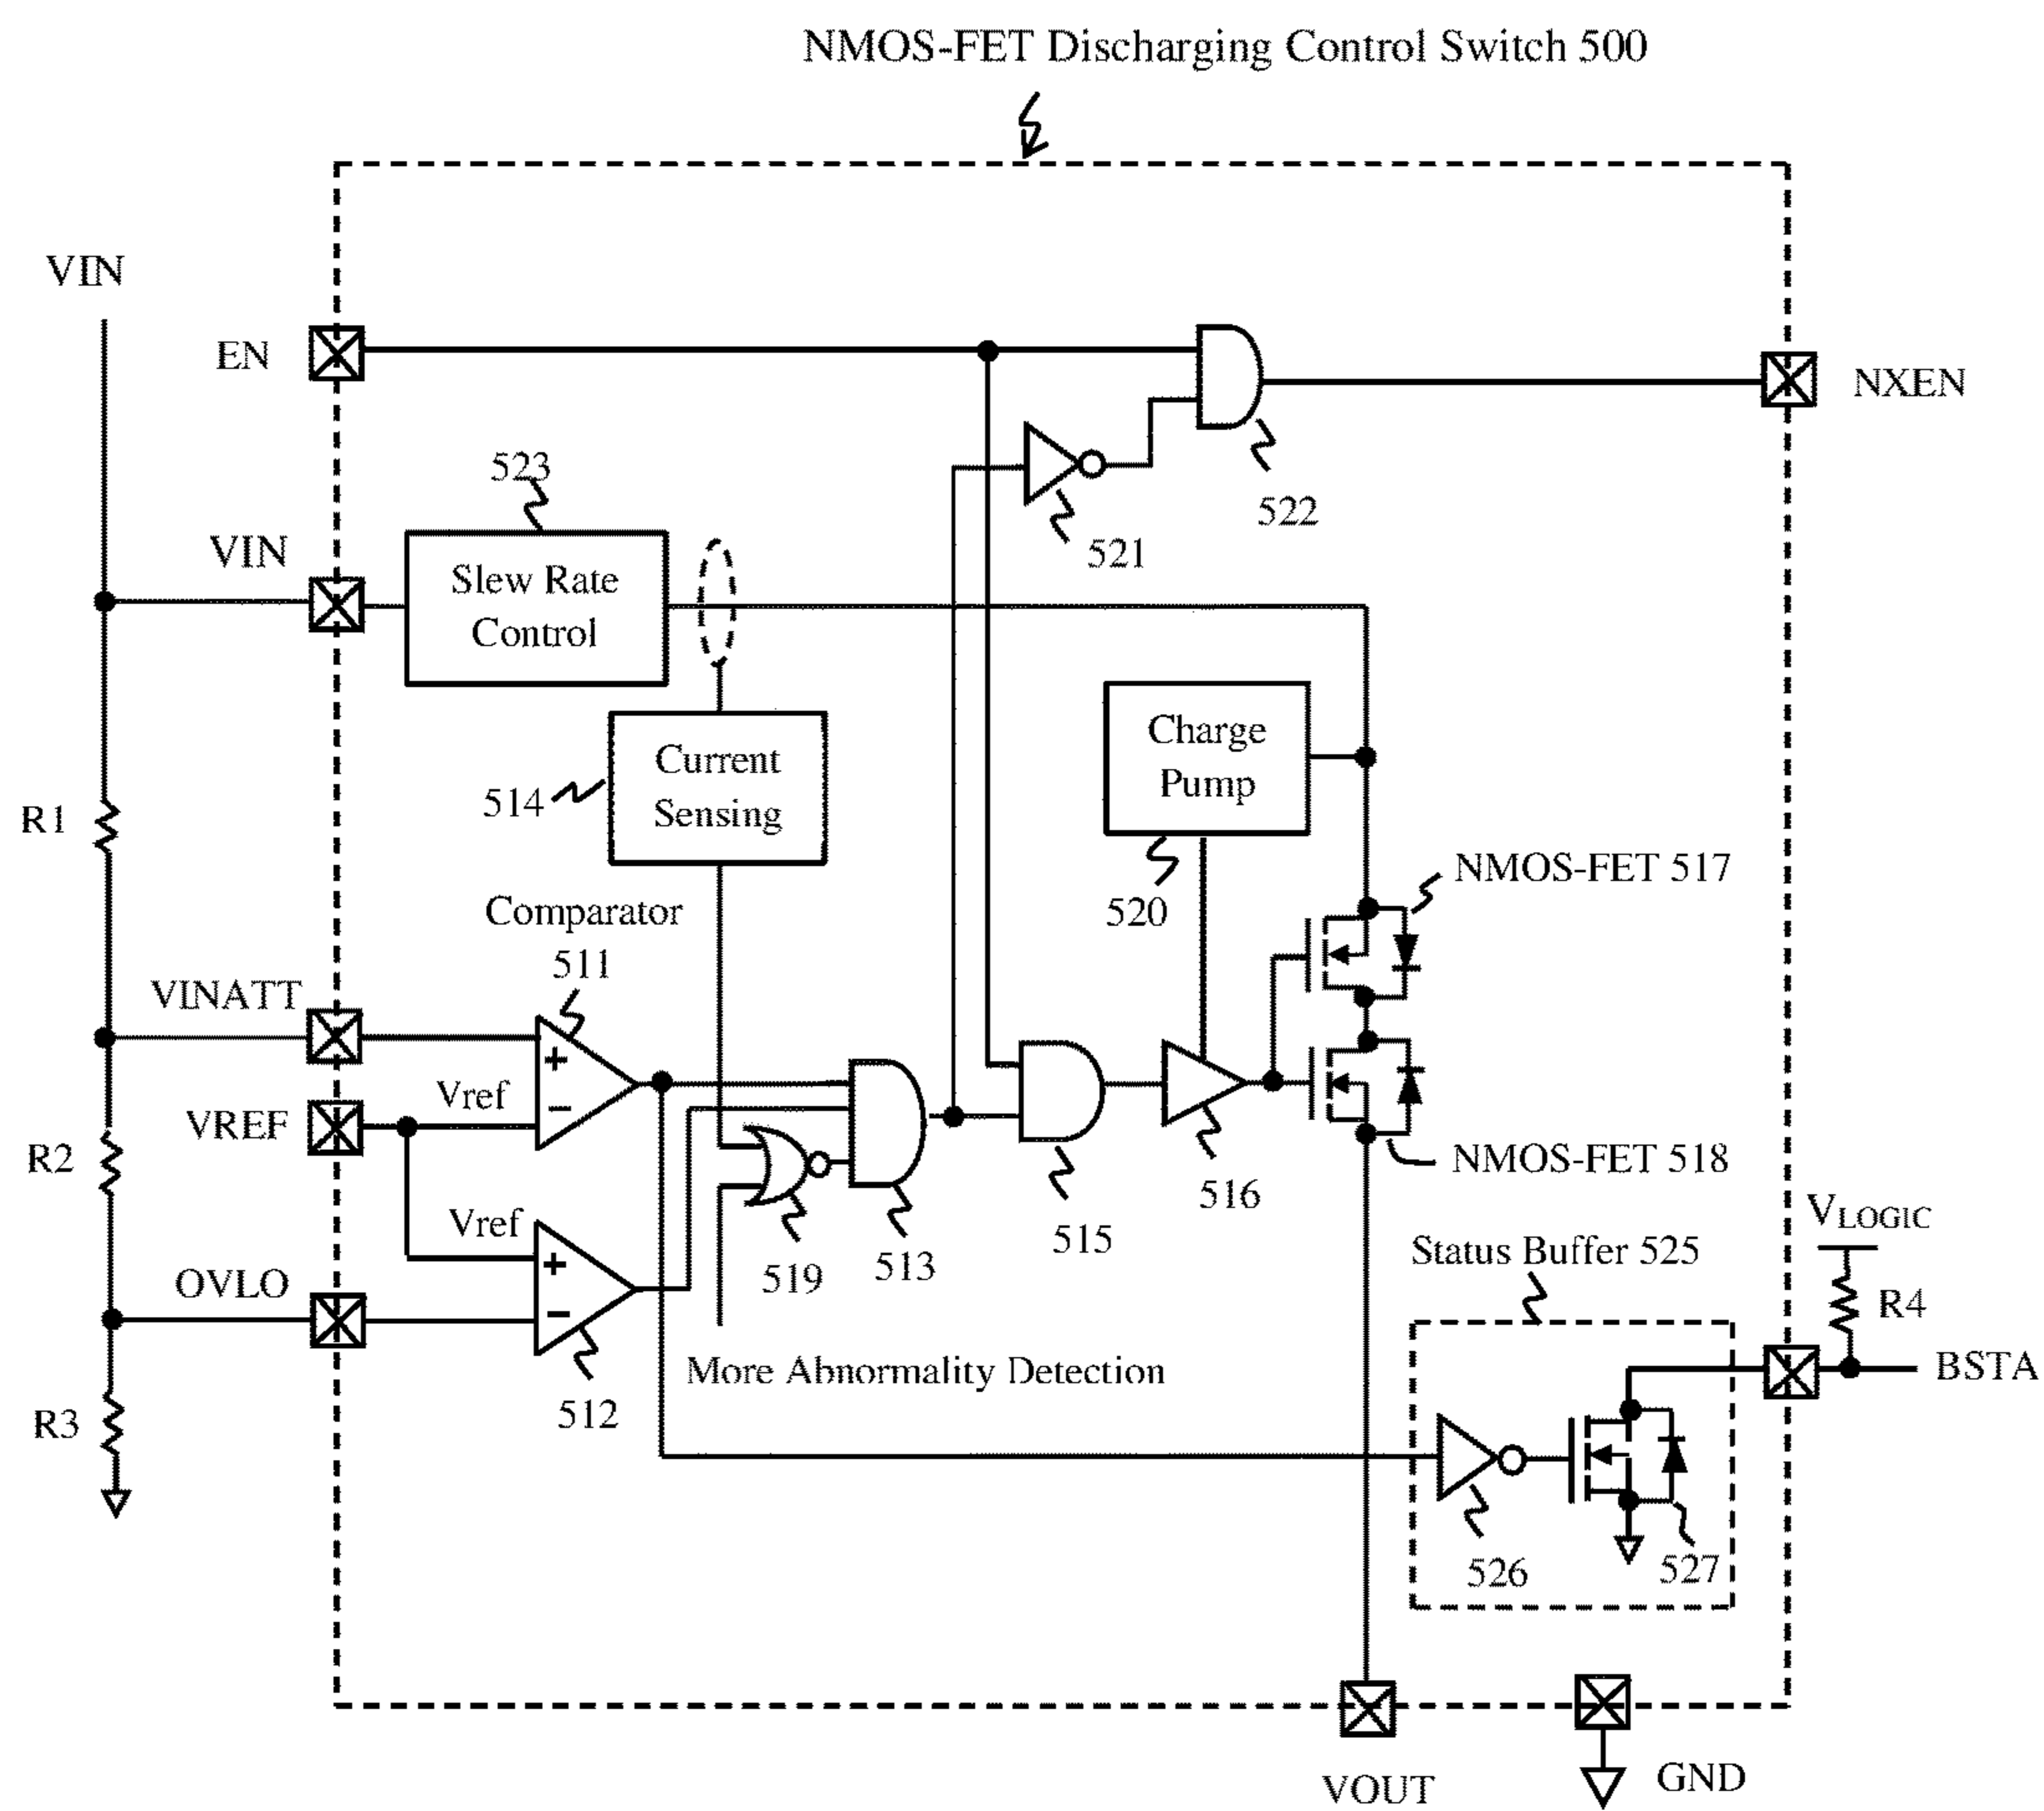 NMOS-FET Discharging Control Switch 500
VIN
EN
NXEN
523
522
VIN
Slew Rate
Control
521
Charge
Pump
Current
Sensing
514
R1
NMOS-FET 517
520
Comparator
511
VINATT
Vref
+
−
VREF
R2
NMOS-FET 518
516
VLOGIC
Vref
515
Status Buffer 525
513
519
OVLO
+
−
R4
More Abnormality Detection
BSTA
512
R3
526
527
VOUT
GND